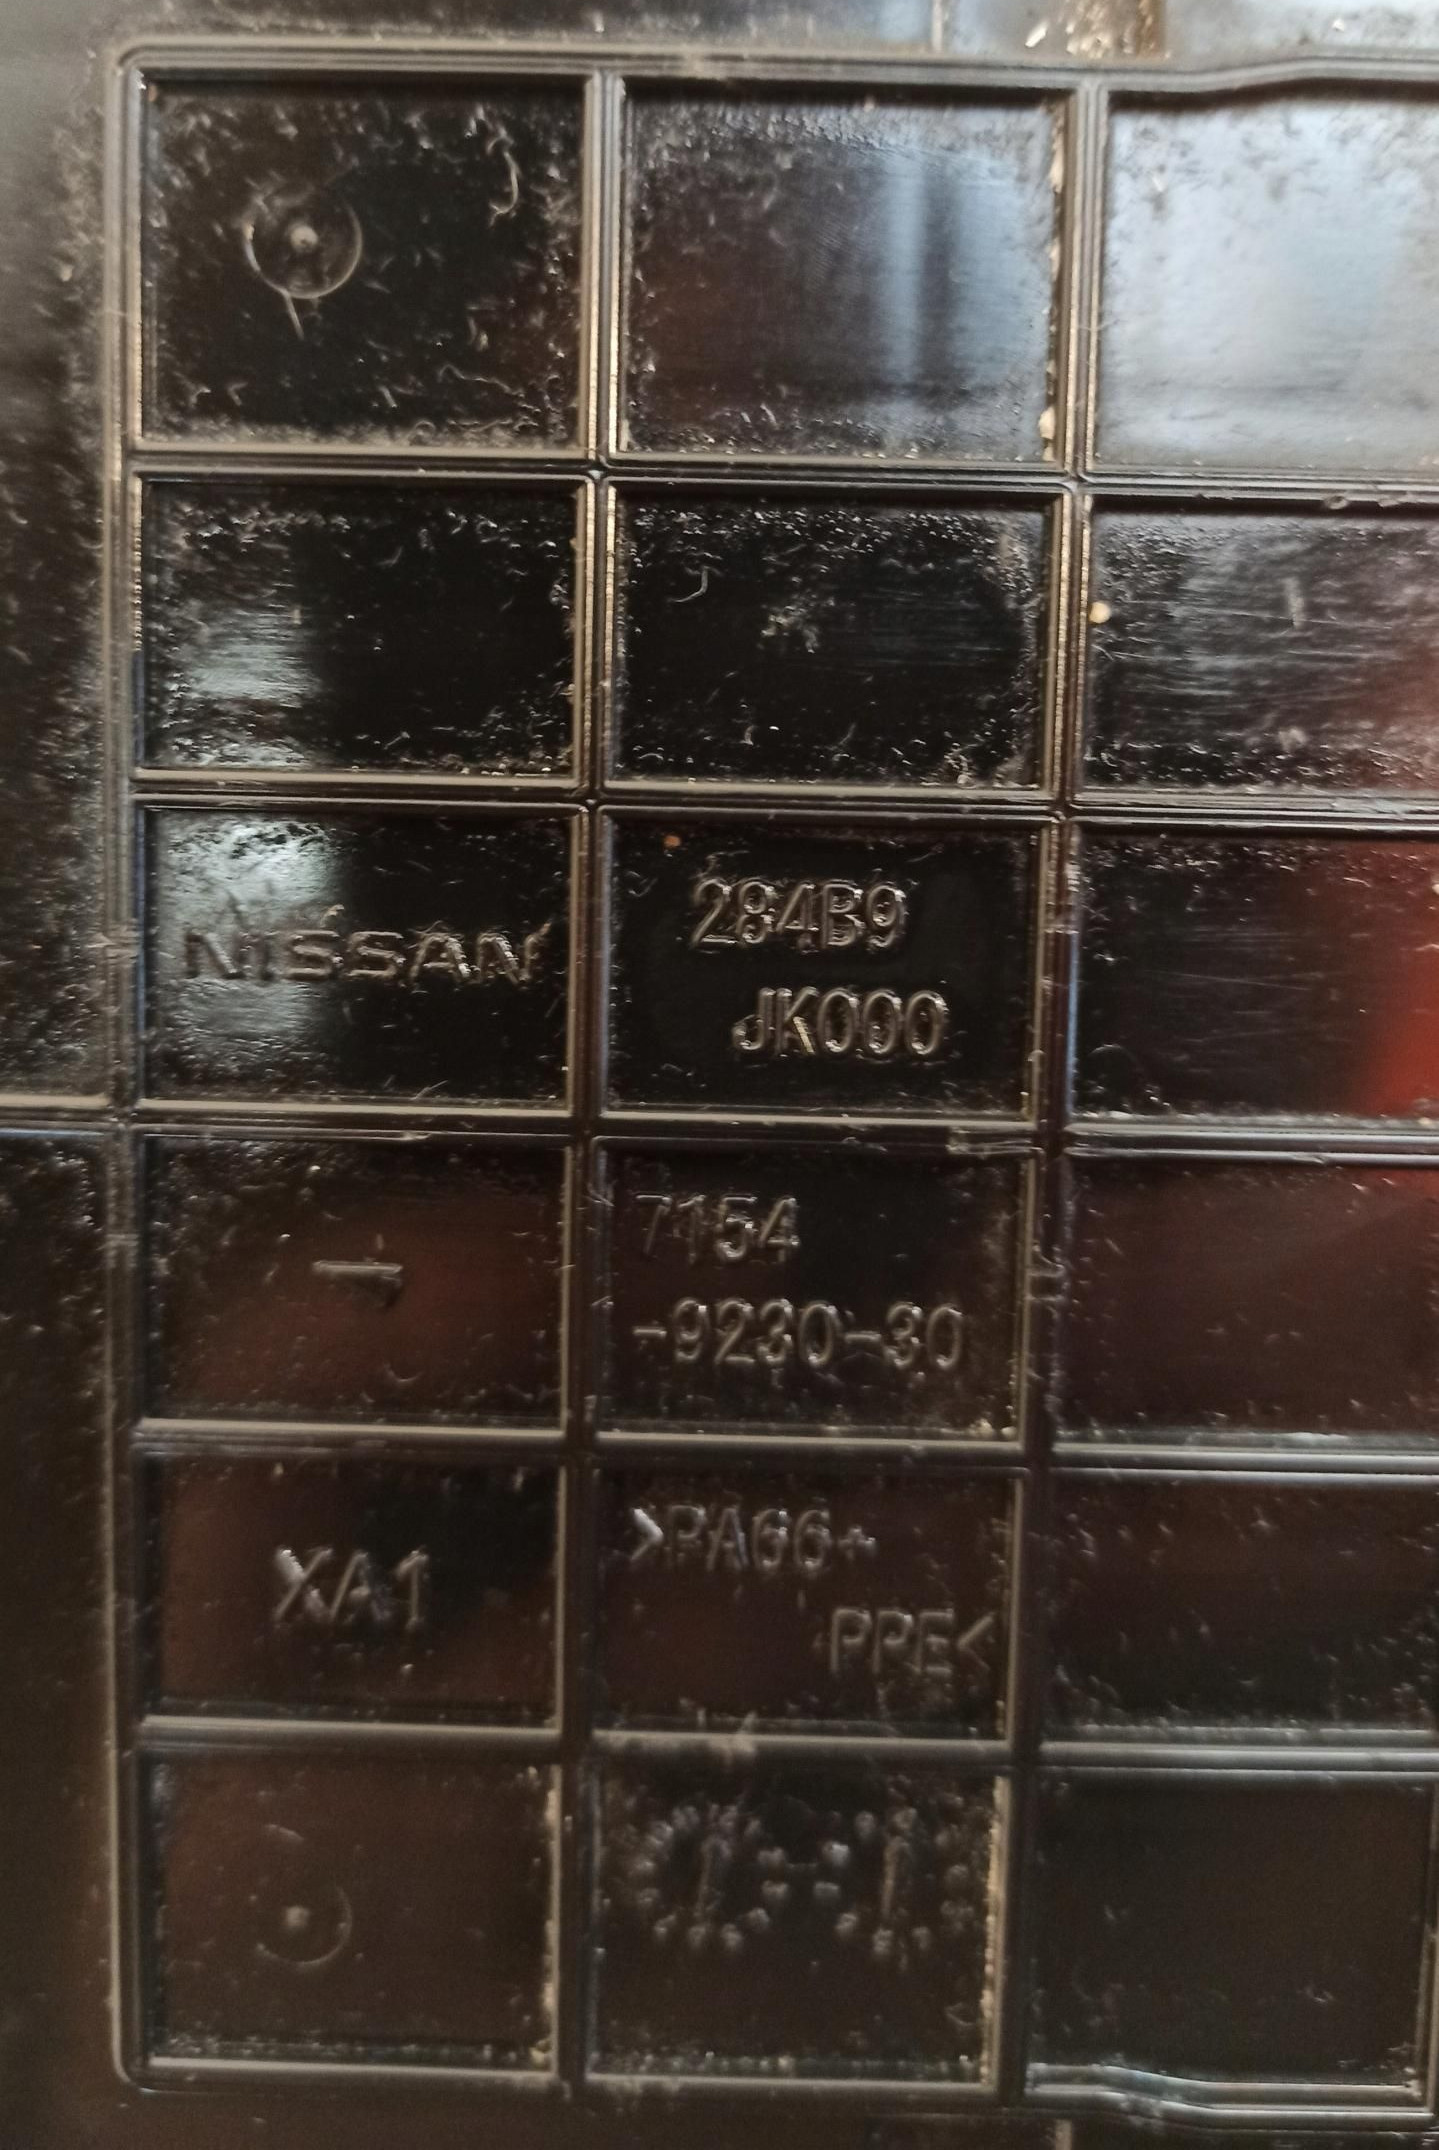 NISSAN
284B9
JK000
7154
-9230-30
XA1
>PA66+
PPE<